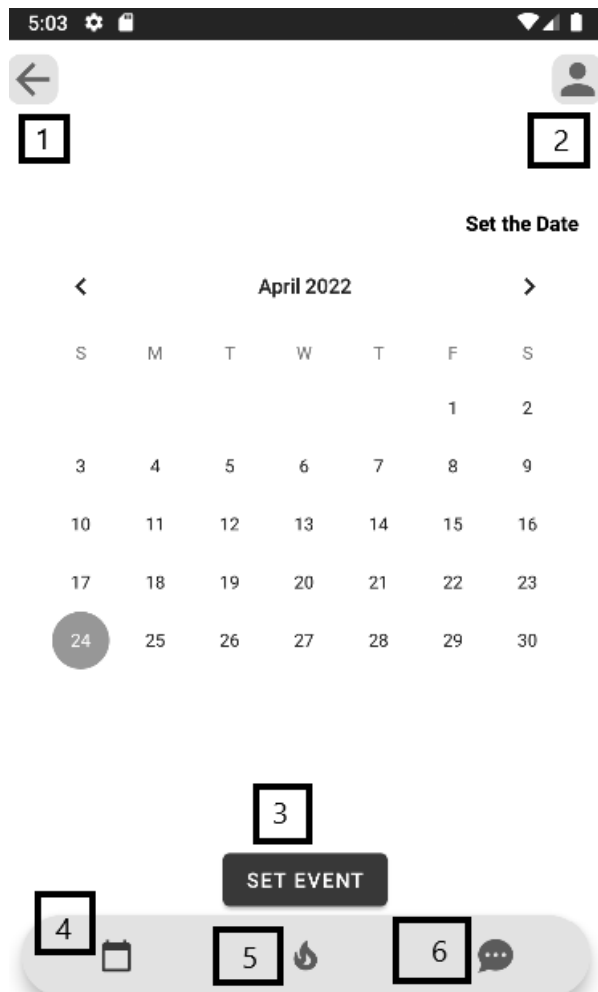 5:03
1
2
Set the Date
April 2022
S M T W T F S
1 2
3 4 5 6 7 8 9
10 11 12 13 14 15 16
17 18 19 20 21 22 23
24 25 26 27 28 29 30
3
SET EVENT
4
5
6